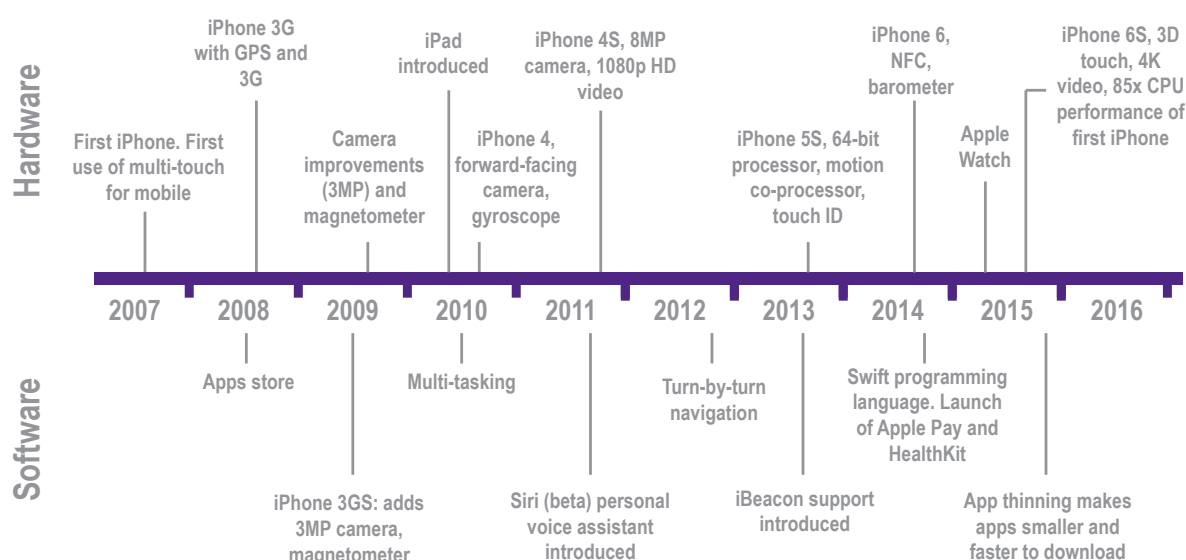 Hardware
First iPhone. First
use of multi-touch
for mobile
iPhone 3G
with GPS and
3G
Camera
improvements
(3MP) and
magnetometer
iPad
introduced
iPhone 4,
forward-facing
camera,
gyroscope
iPhone 4S, 8MP
camera, 1080p HD
video
iPhone 5S, 64-bit
processor, motion
co-processor,
touch ID
iPhone 6,
NFC,
barometer
Apple
Watch
iPhone 6S, 3D
touch, 4K
video, 85x CPU
performance of
first iPhone
2007
2008
2009
2010
2011
2012
2013
2014
2015
2016
Software
Apps store
iPhone 3GS: adds
3MP camera,
magnetometer
Multi-tasking
Siri (beta) personal
voice assistant
introduced
Turn-by-turn
navigation
iBeacon support
introduced
Swift programming
language. Launch
of Apple Pay and
HealthKit
App thinning makes
apps smaller and
faster to download